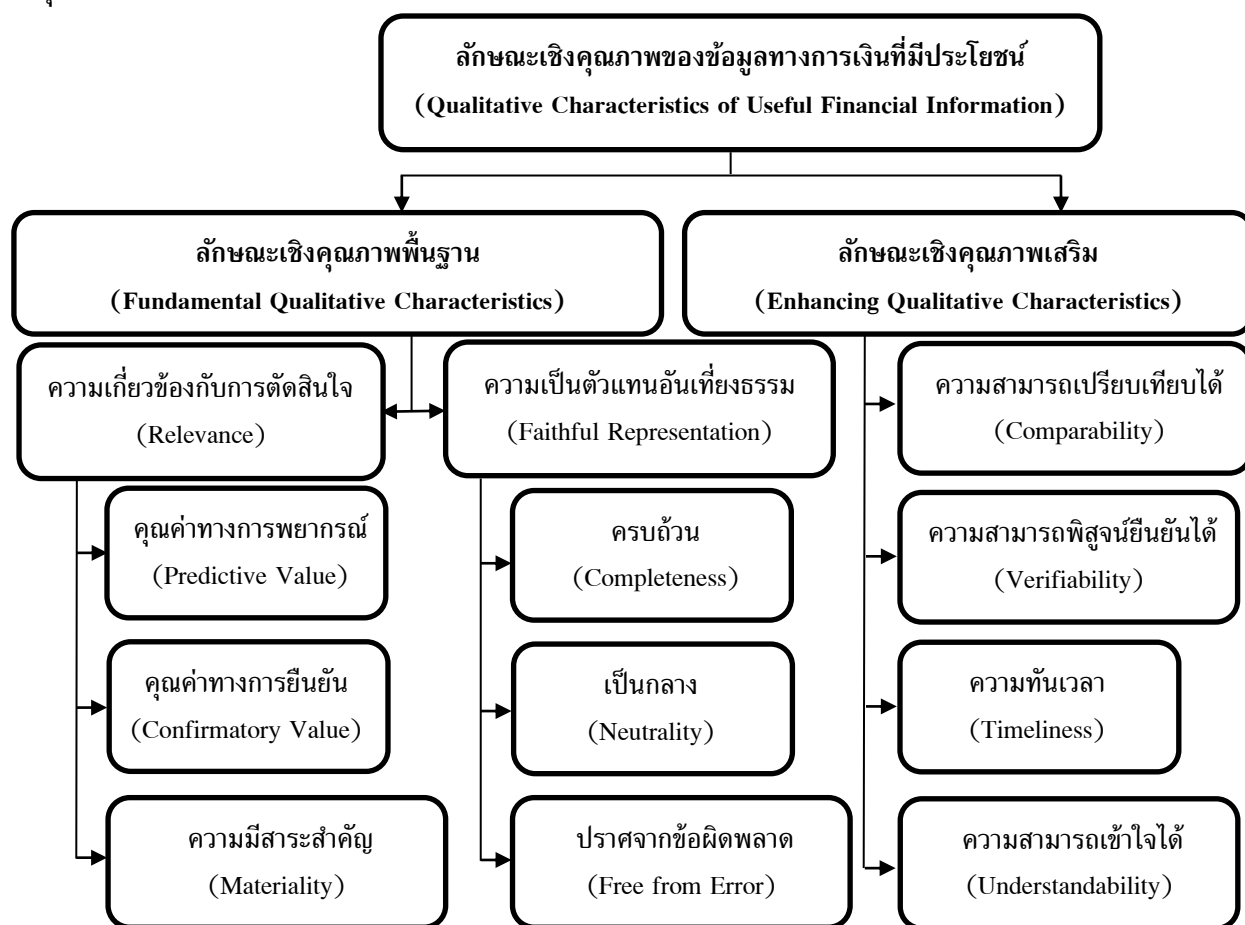 ลักษณะเชิงคุณภาพของข้อมูลทางการเงินที่มีประโยชน์
(Qualitative Characteristics of Useful Financial Information)
ลักษณะเชิงคุณภาพพื้นฐาน
(Fundamental Qualitative Characteristics)
ลักษณะเชิงคุณภาพเสริม
(Enhancing Qualitative Characteristics)
ความเกี่ยวข้องกับการตัดสินใจ
(Relevance)
ความเป็นตัวแทนอันเที่ยงธรรม
(Faithful Representation)
ความสามารถเปรียบเทียบได้
(Comparability)
คุณค่าทางการพยากรณ์
(Predictive Value)
ครบถ้วน
(Completeness)
ความสามารถพิสูจน์ยืนยันได้
(Verifiability)
คุณค่าทางการยืนยัน
(Confirmatory Value)
เป็นกลาง
(Neutrality)
ความทันเวลา
(Timeliness)
ความมีสาระสำคัญ
(Materiality)
ปราศจากข้อผิดพลาด
(Free from Error)
ความสามารถเข้าใจได้
(Understandability)